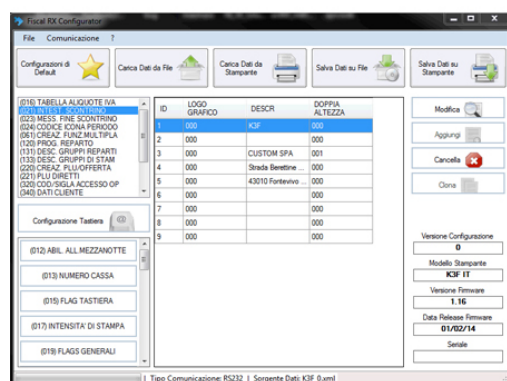 Fiscal RX Configurator
File Comunicazione ?
Configurazioni di Default
Carica Dati da File
Carica Dati da Stampante
Salva Dati su File
Salva Dati su Stampante
(016) TABELLA ALIQUOTE IVA
(021) INTEST. SCONTRINO
(023) MESS. FINE SCONTRINO
(024) CODICE ICONA PERIODO
(061) CREAZ. FUNZ MULTIPLA
(120) PROG. REPARTO
(131) DESC. GRUPPI REPARTI
(133) DESC. GRUPPI DI STAM
(220) CREAZ. PLU/OFFERTA
(221) PLU DIRETTI
(320) COD/SIGLA ACCESSO OP
(340) DATI CLIENTE
Configurazione Tastiera
(012) ABIL. ALL.MEZZANOTTE
(013) NUMERO CASSA
(015) FLAG TASTIERA
(017) INTENSITA' DI STAMPA
(019) FLAGS GENERALI
ID LOGO GRAFICO DESCR DOPPIA ALTEZZA
1 000 K3F 000
2 000 000
3 000 CUSTOM SPA 001
4 000 Strada Berettine ... 000
5 000 43010 Fontevivo ... 000
6 000 000
7 000 000
8 000 000
9 000 000
Modifica
Aggiungi
Cancella
Clona
Versione Configurazione
0
Modello Stampante
K3F IT
Versione Firmware
1.16
Data Release Firmware
01/02/14
Seriale
| Tipo Comunicazione: RS232 | Sorgente Dati: K3F 0.xml